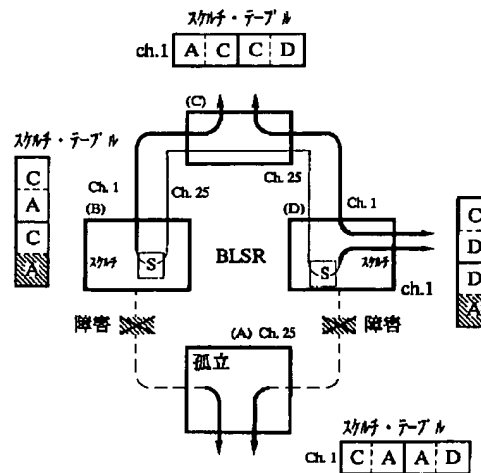 スケルチ・テーブル
ch.1 A C C D
(C)
スケルチ・テーブル
C
A
C
A
Ch. 1
Ch. 25
Ch. 25
Ch. 1
(B)
(D)
スケルチ
S
BLSR
S
スケルチ
ch.1
C
D
D
A
障害
障害
(A) Ch. 25
孤立
スケルチ・テーブル
Ch. 1 C A A D